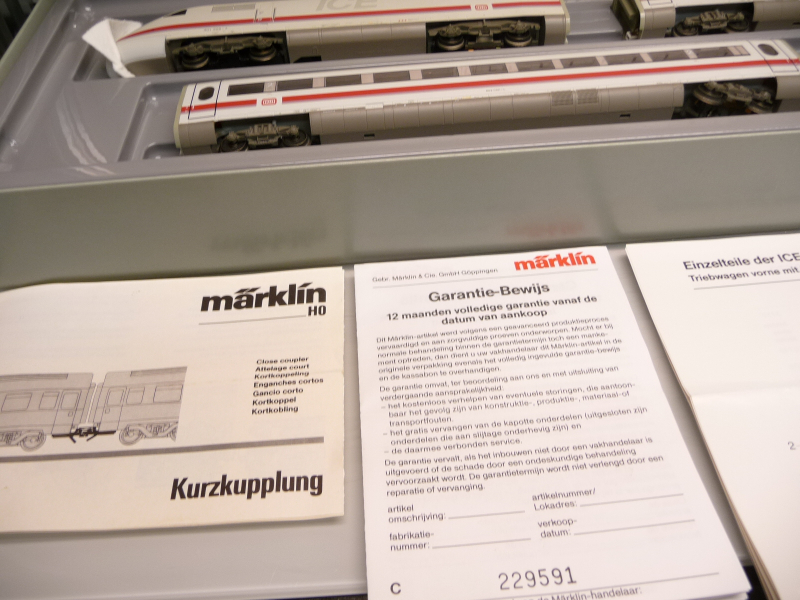 ICE
märklin
H0
Close coupler
Attelage court
Kortkoppeling
Enganches cortos
Gancio corto
Kortkoppel
Kortkobling
Kurzkupplung
Gebr. Märklin & Cie. GmbH Göppingen
märklin
Garantie-Bewijs
12 maanden volledige garantie vanaf de
datum van aankoop
Dit Märklin-artikel werd volgens een geavanceerd produktieproces
vervaardigd en aan zorgvuldige proeven onderworpen. Mocht er bij
normale behandeling binnen de garantietermijn toch een manke-
ment optreden, dan dient u uw vakhandelaar dit Märklin-artikel in de
originele verpakking evenals het volledig ingevulde garantie-bewijs
en de kassabon te overhandigen.
De garantie omvat, ter beoordeling aan ons en met uitsluiting van
verdergaande aansprakelijkheid:
– het kostenloos verhelpen van eventuele storingen, die aantoon-
baar het gevolg zijn van konstruktie-, produktie-, materiaal-of
transportfouten.
– het gratis vervangen van de kapotte onderdelen (uitgesloten zijn
onderdelen die aan slijtage onderhevig zijn) en
– de daarmee verbonden service.
De garantie vervalt, als het inbouwen niet door een vakhandelaar is
uitgevoerd of de schade door een ondeskundige behandeling
vervoorzaakt wordt. De garantietermijn wordt niet verlengd door een
reparatie of vervanging.
artikel
omschrijving:
artikelnummer/
Lokadres:
fabricatie-
nummer:
verkoop-
datum:
C
229591
de Märklin-handelaar:
Einzelteile der ICE
Triebwagen vorne mit
2